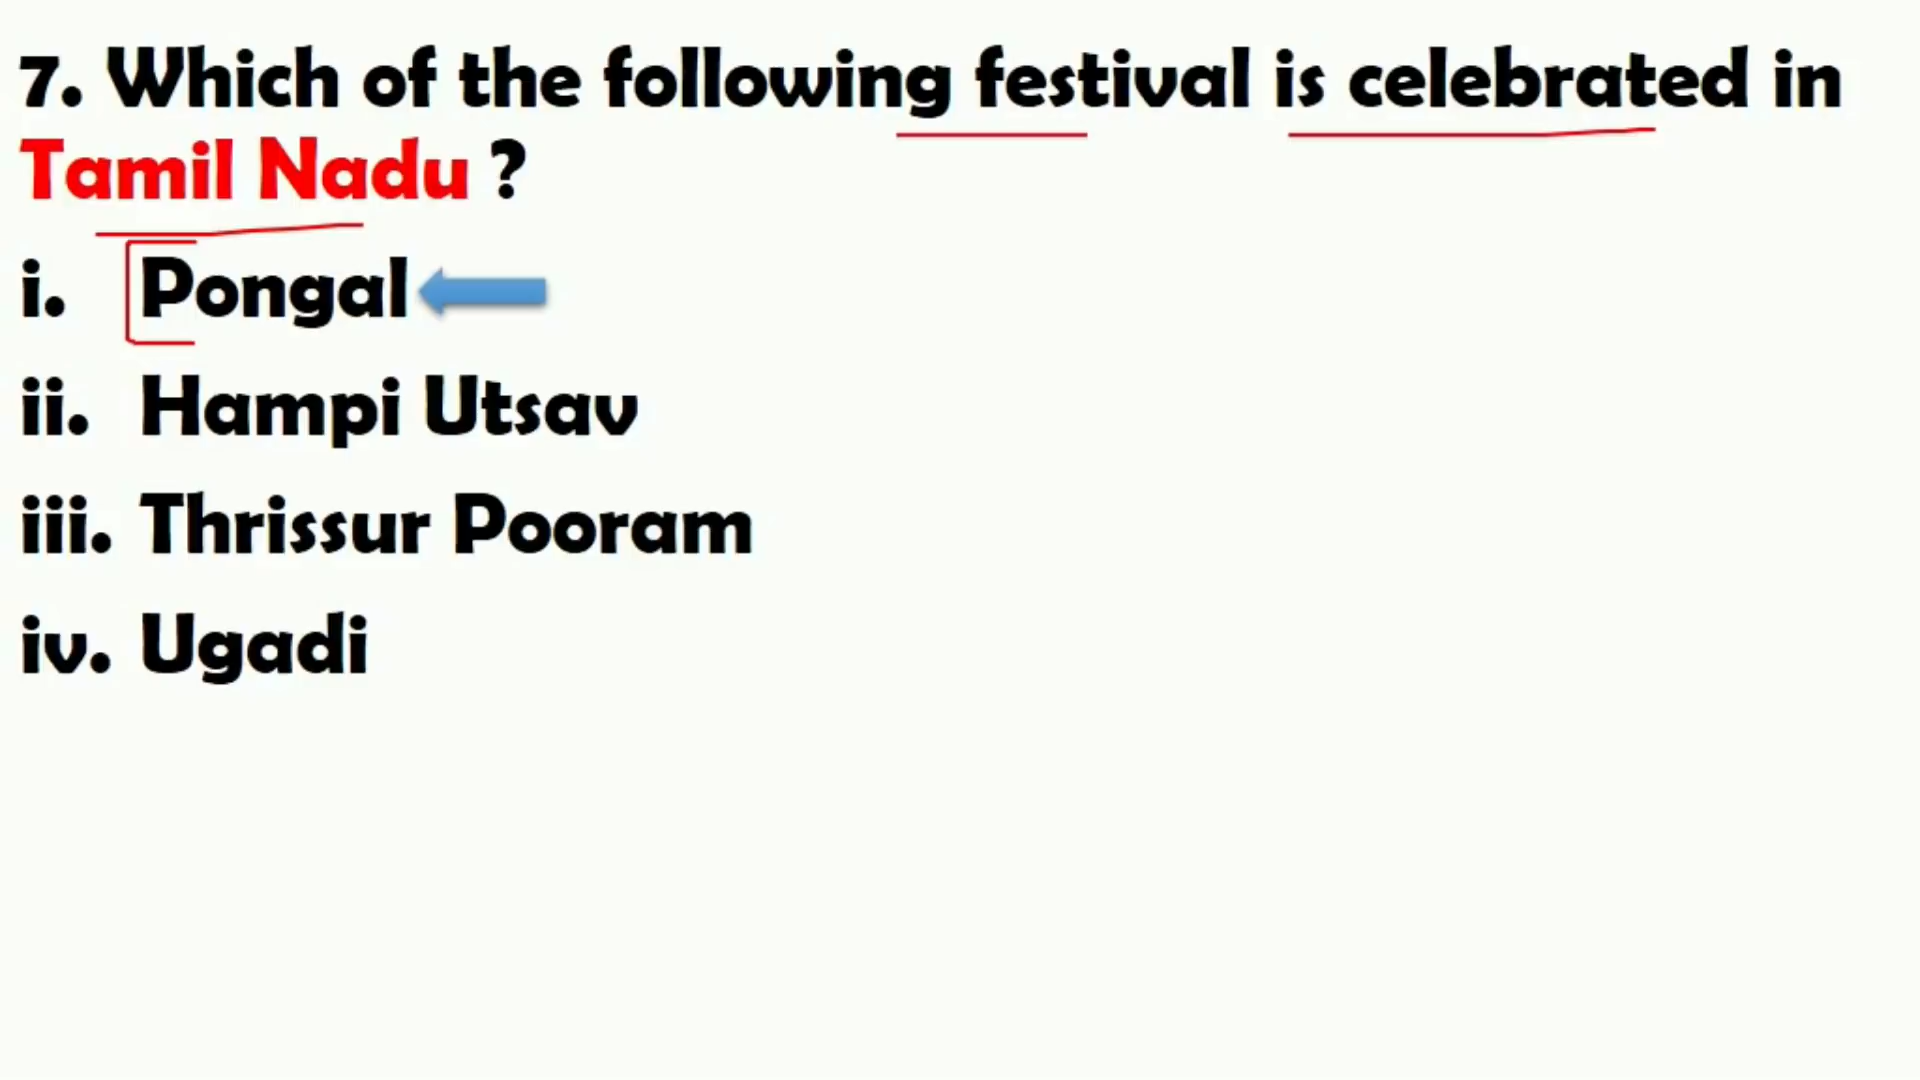 7. Which of the following festival is celebrated in
Tamil Nadu ?
i. Pongal
ii. Hampi Utsav
iii. Thrissur Pooram
iv. Ugadi